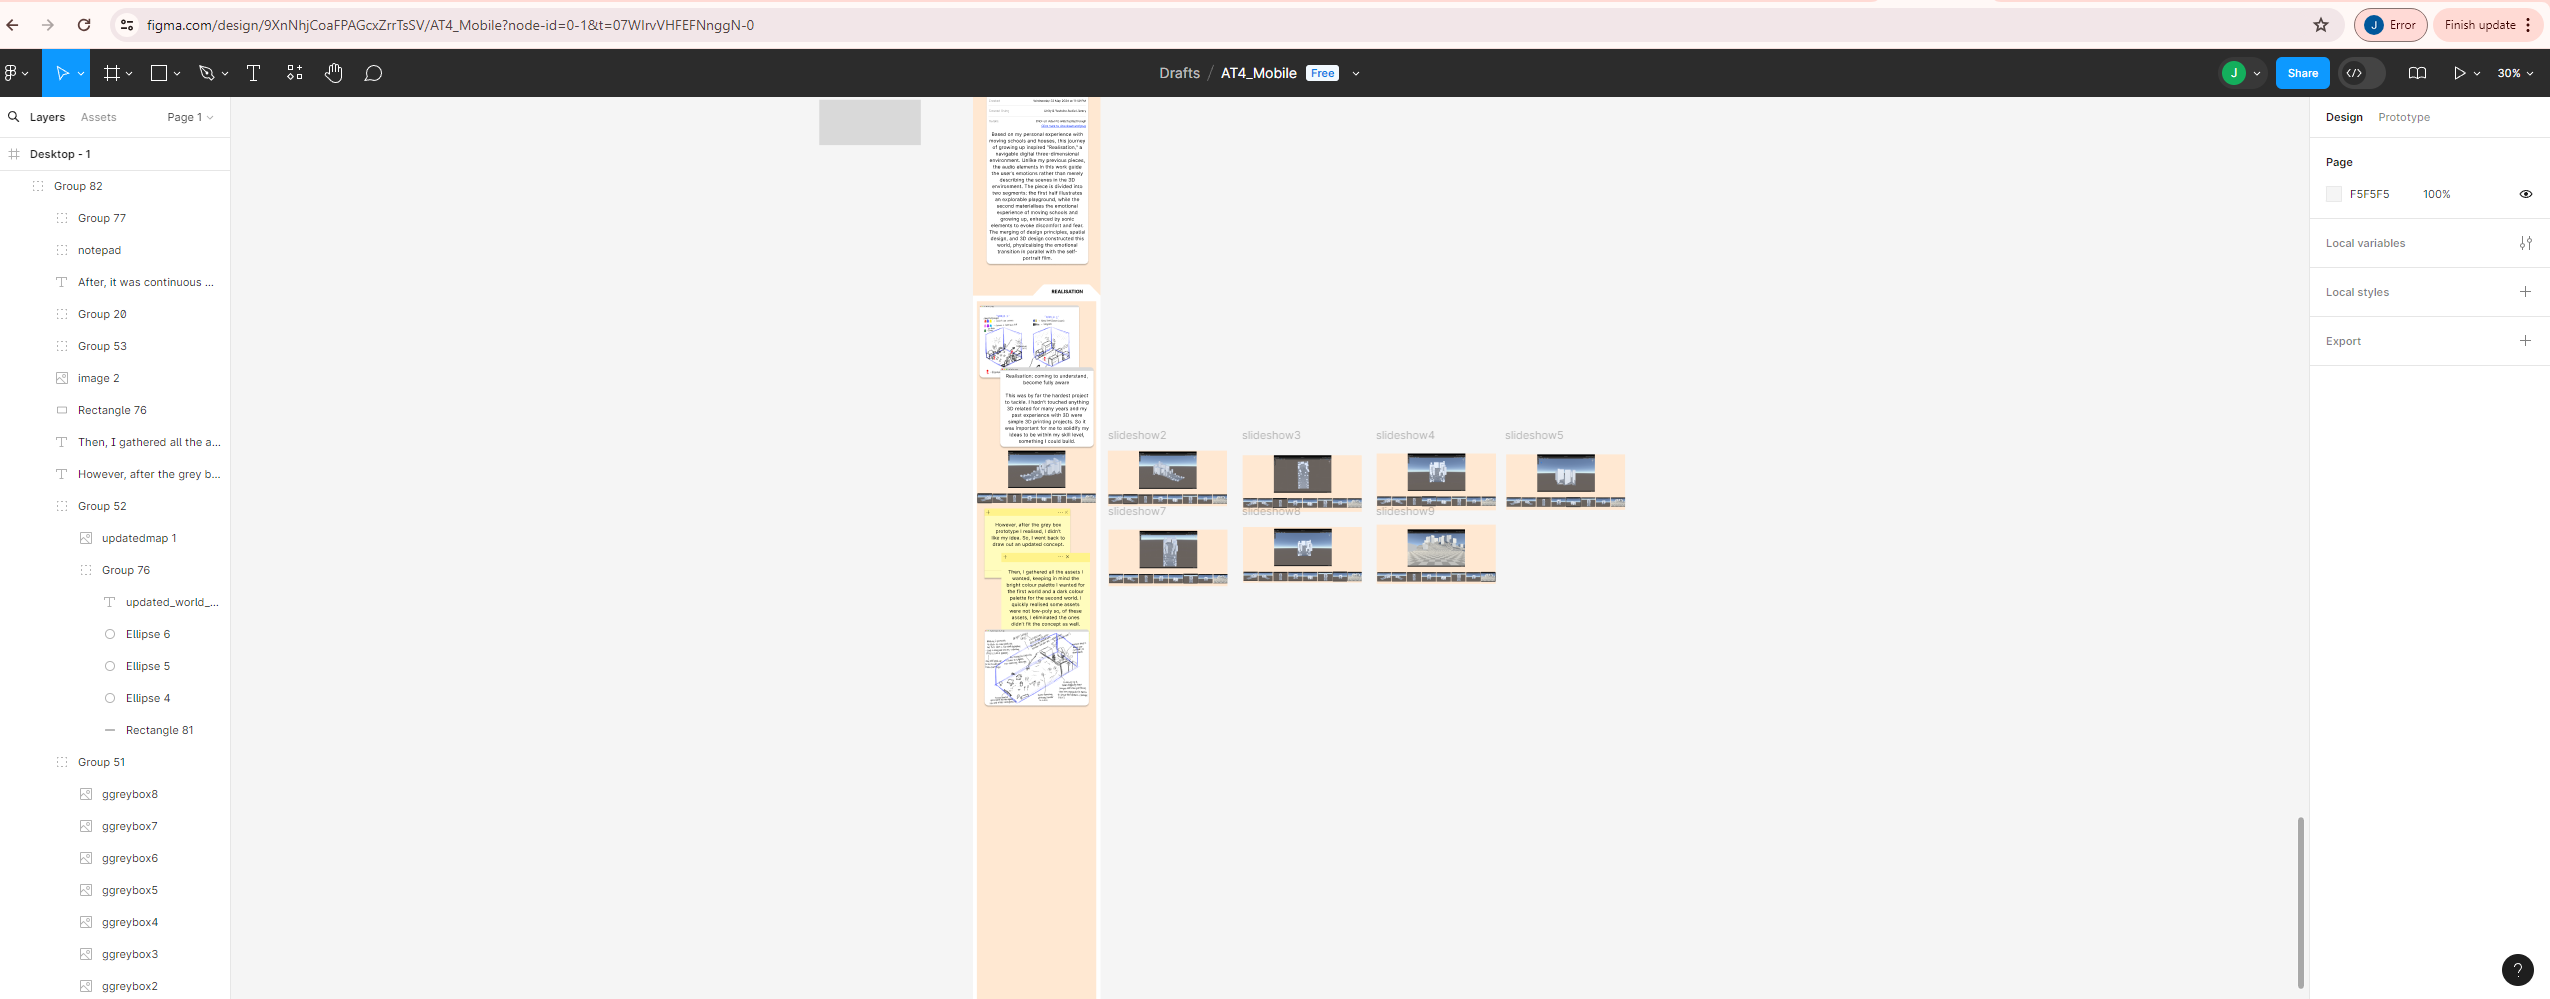 figma.com/design/9XnNhjCoaFPAGcxZrrTsSV/AT4_Mobile?node-id=0-1&t=07WIrvVHFEFNnggN-0
J Error
Finish update
Drafts / AT4_Mobile Free
J
Share
30%
Layers
Assets
Page 1
Desktop - 1
Group 82
Group 77
notepad
After, it was continuous ...
Group 20
Group 53
image 2
Rectangle 76
Then, I gathered all the a...
However, after the grey b...
Group 52
updatedmap 1
Group 76
updated_world_...
Ellipse 6
Ellipse 5
Ellipse 4
Rectangle 81
Group 51
ggreybox8
ggreybox7
ggreybox6
ggreybox5
ggreybox4
ggreybox3
ggreybox2
Based on my personal experience with
moving schools and houses, this journey
of growing up inspired "Realisation," a
navigable digital three-dimensional
environment. Unlike my previous pieces,
the audio elements in this work guide
the user's emotions rather than merely
describing the scenes in the 3D
environment. The piece is divided into
two segments: the first half illustrates
an explorable playground, while the
second materialises the emotional
experience of moving schools and
growing up, enhanced by sonic
elements to evoke discomfort and fear.
The merging of design principles, spatial
design, and 3D design constructed this
world, physicalising the emotional
transition in parallel with the self-
portrait film.
REALISATION
Realisation: coming to understand,
become fully aware
This was by far the hardest project
to tackle. I hadn't touched anything
3D related for many years and my
past experience with 3D were
simple 3D printing projects. So it
was important for me to solidify my
ideas to be within my skill level,
something I could build.
slideshow2
slideshow3
slideshow4
slideshow5
slideshow7
slideshow8
slideshow9
However, after the grey box
prototype I realised, I didn't
like my idea. So, I went back to
draw out an updated concept.
Then, I gathered all the assets I
wanted, keeping in mind the
bright colour palette I wanted for
the first world and a dark colour
palette for the second world. I
quickly realised some assets
were not low-poly so, of these
assets, I eliminated the ones
didn't fit the concept as well.
Design
Prototype
Page
F5F5F5 100%
Local variables
Local styles
Export
?